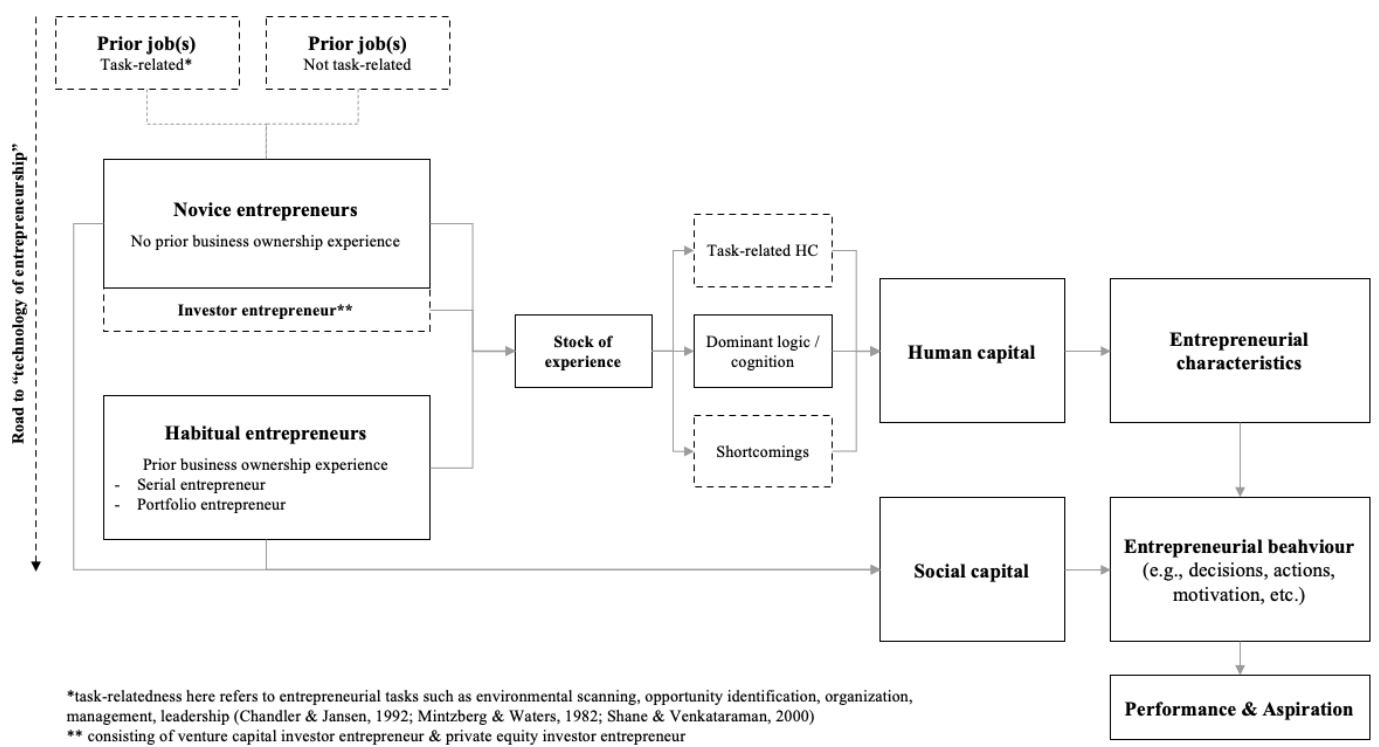 Road to “technology of entrepreneurship”
Prior job(s)
Task-related*
Prior job(s)
Not task-related
Novice entrepreneurs
No prior business ownership experience
Investor entrepreneur**
Habitual entrepreneurs
Prior business ownership experience
- Serial entrepreneur
- Portfolio entrepreneur
Stock of
experience
Task-related HC
Dominant logic /
cognition
Shortcomings
Human capital
Entrepreneurial
characteristics
Social capital
Entrepreneurial beahviour
(e.g., decisions, actions,
motivation, etc.)
Performance & Aspiration
*task-relatedness here refers to entrepreneurial tasks such as environmental scanning, opportunity identification, organization,
management, leadership (Chandler & Jansen, 1992; Mintzberg & Waters, 1982; Shane & Venkataraman, 2000)
** consisting of venture capital investor entrepreneur & private equity investor entrepreneur